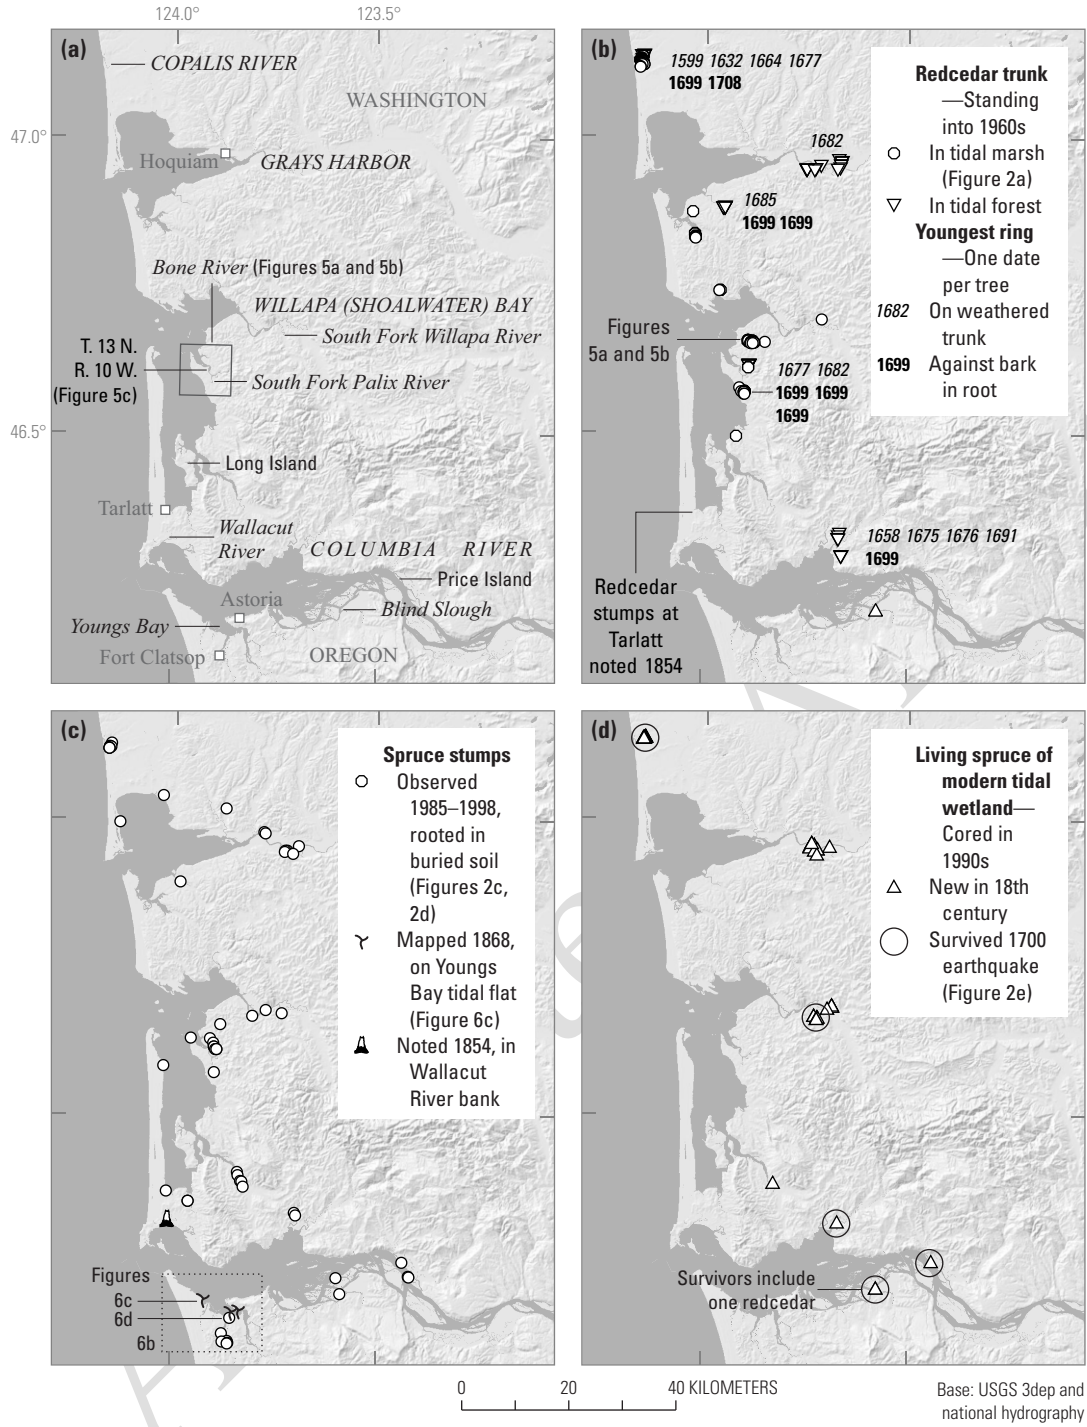 124.0°
123.5°
47.0°
46.5°
(a)
COPALIS RIVER
WASHINGTON
Hoquiam
GRAYS HARBOR
Bone River (Figures 5a and 5b)
WILLAPA (SHOALWATER) BAY
South Fork Willapa River
T. 13 N.
R. 10 W.
(Figure 5c)
South Fork Palix River
Long Island
Tarlatt
Wallacut
River
COLUMBIA RIVER
Price Island
Astoria
Blind Slough
Youngs Bay
Fort Clatsop
OREGON
(b)
1599 1632 1664 1677
1699 1708
1682
1685
1699 1699
Figures
5a and 5b
1677 1682
1699 1699
1699
1658 1675 1676 1691
1699
Redcedar
stumps at
Tarlatt
noted 1854
Redcedar trunk
—Standing
into 1960s
In tidal marsh
(Figure 2a)
In tidal forest
Youngest ring
—One date
per tree
1682 On weathered
trunk
1699 Against bark
in root
(c)
Spruce stumps
Observed
1985–1998,
rooted in
buried soil
(Figures 2c,
2d)
Mapped 1868,
on Youngs
Bay tidal flat
(Figure 6c)
Noted 1854, in
Wallacut
River bank
Figures
6c
6d
6b
(d)
Living spruce of
modern tidal
wetland—
Cored in
1990s
New in 18th
century
Survived 1700
earthquake
(Figure 2e)
Survivors include
one redcedar
0 20 40 KILOMETERS
Base: USGS 3dep and
national hydrography